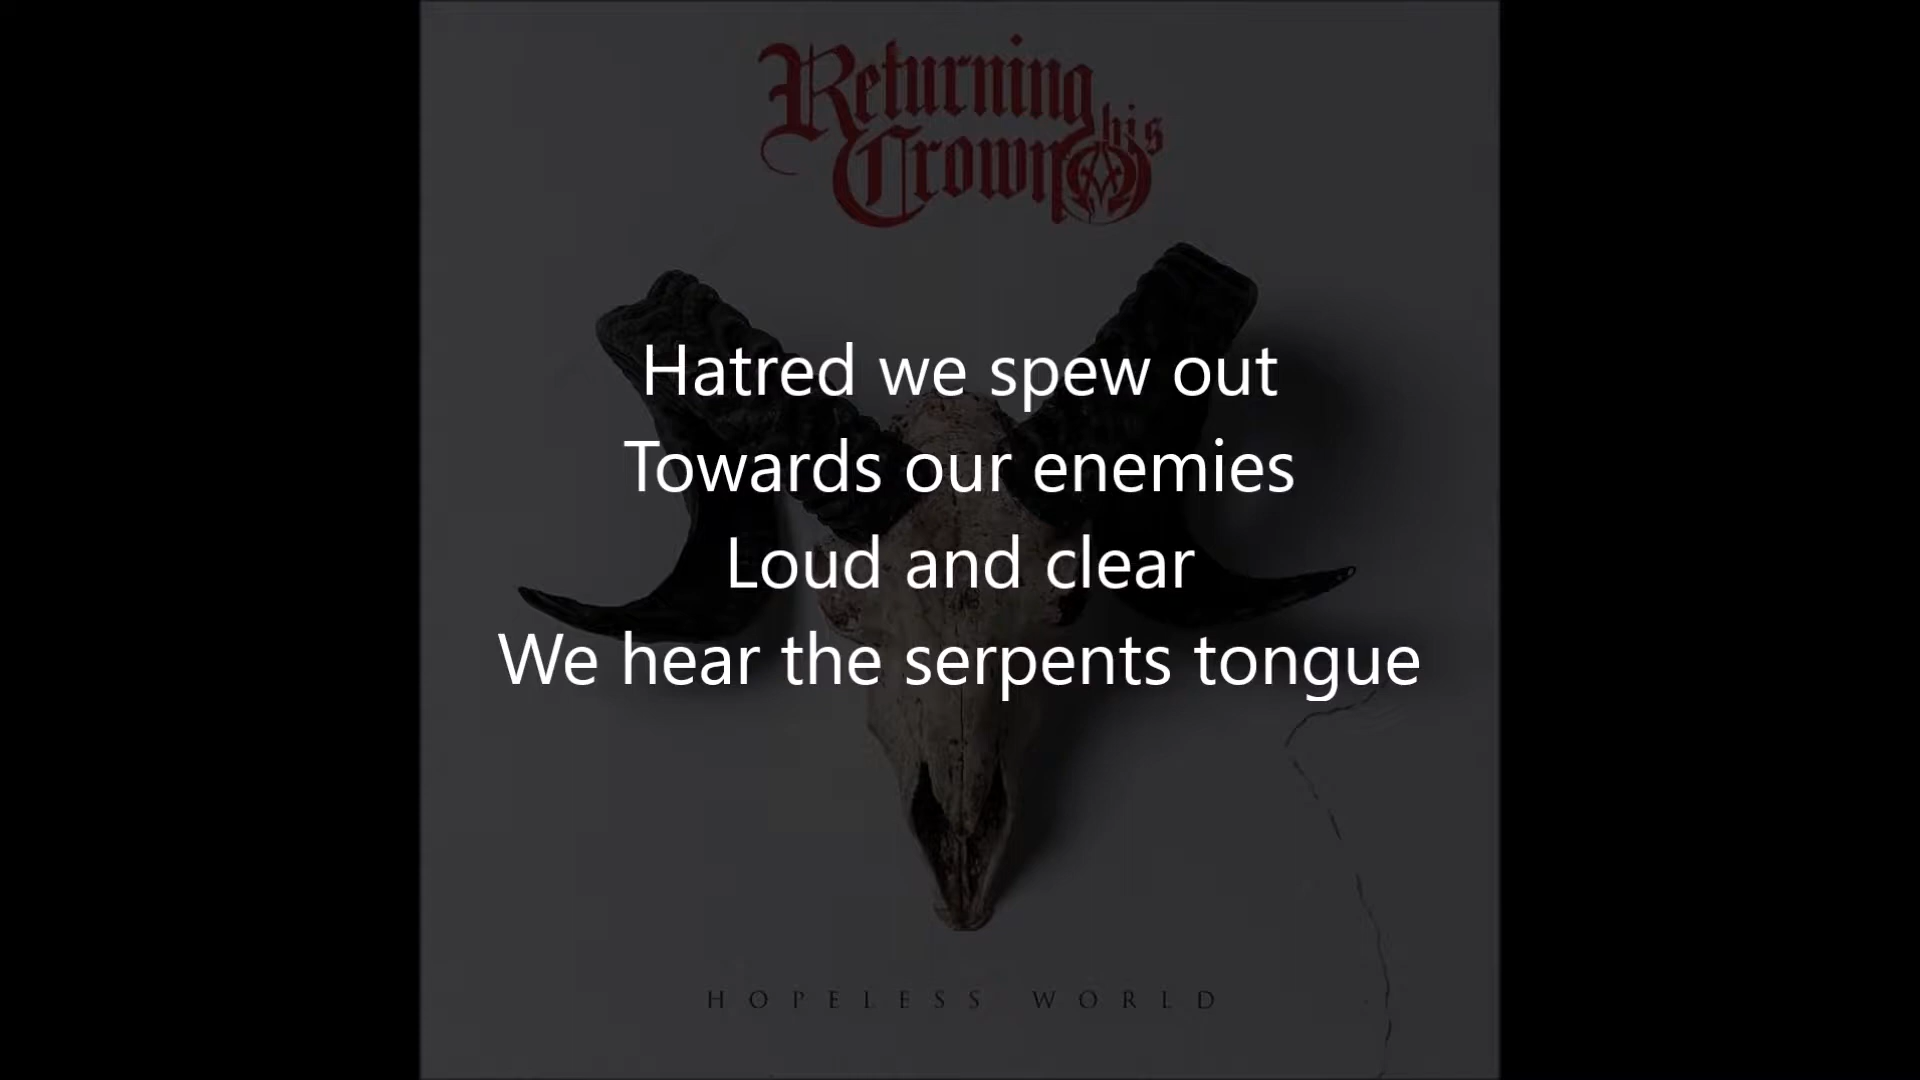 Returning
his
Crown
Hatred we spew out
Towards our enemies
Loud and clear
We hear the serpents tongue
HOPELESS WORLD